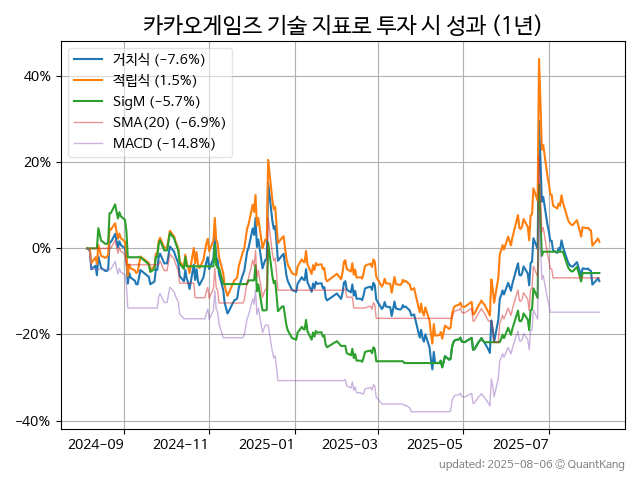 카카오게임즈 기술 지표로 투자 시 성과 (1년)
거치식 (−7.6%)
적립식 (1.5%)
SigM (−5.7%)
SMA(20) (−6.9%)
MACD (−14.8%)
40%
20%
0%
−20%
−40%
2024-09 2024-11 2025-01 2025-03 2025-05 2025-07
updated: 2025-08-06 © QuantKang